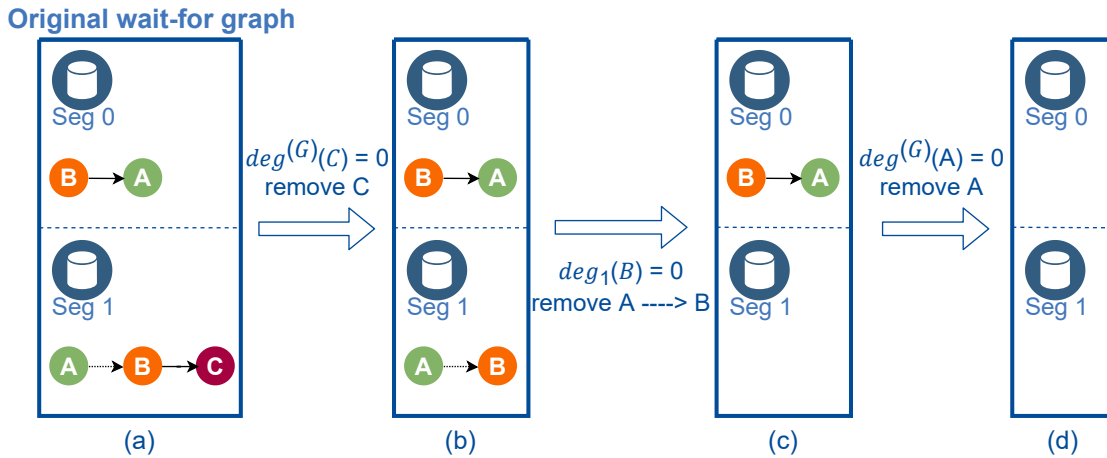 Original wait-for graph
Seg 0
B
A
Seg 1
A
B
C
(a)
deg(G)(C) = 0
remove C
Seg 0
B
A
Seg 1
A
B
(b)
deg1(B) = 0
remove A ----> B
Seg 0
B
A
Seg 1
(c)
deg(G)(A) = 0
remove A
Seg 0
Seg 1
(d)